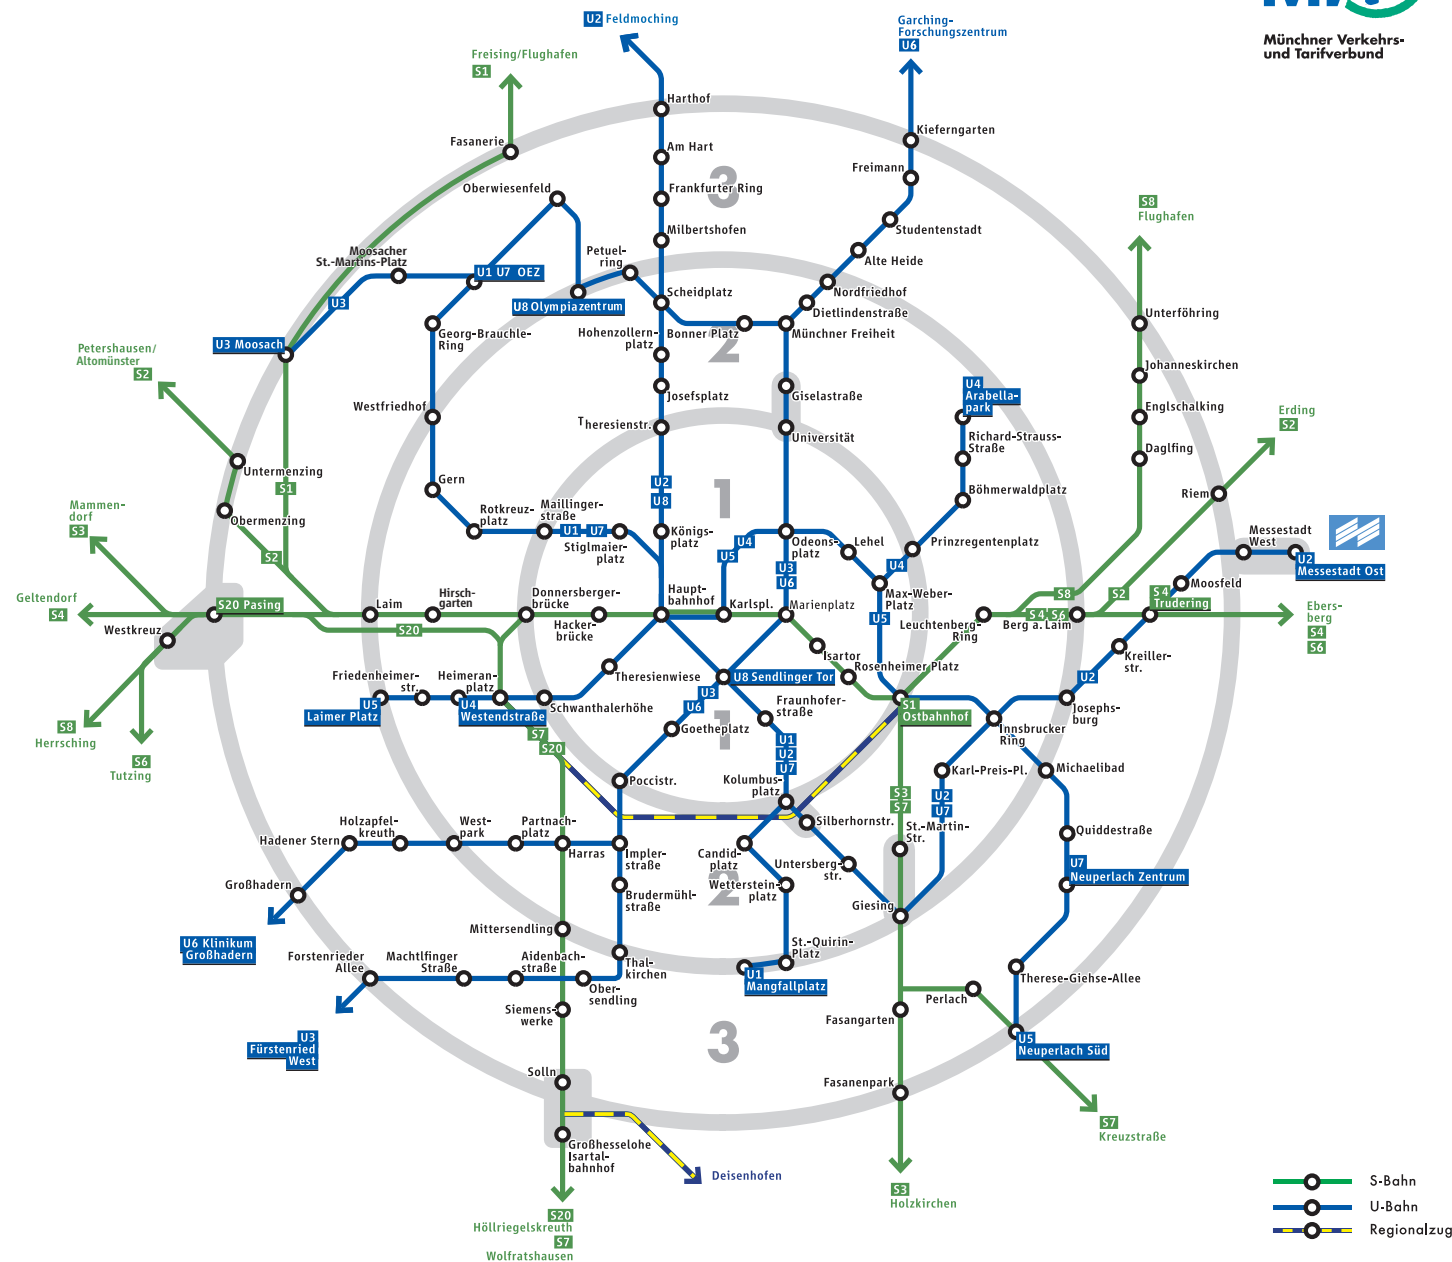 U2 Feldmoching
Garching-
Forschungszentrum
U6
Münchner Verkehrs-
und Tarifverbund
Freising/Flughafen
S1
Harthof
Fasanerie
Kieferngarten
Am Hart
Freimann
3
Oberwiesenfeld
Frankfurter Ring
S8
Flughafen
Milbertshofen
Studentenstadt
Moosacher
St.-Martins-Platz
Petuel-
ring
Alte Heide
U1 U7 OEZ
U3
U8 Olympiazentrum
Scheidplatz
Nordfriedhof
Dietlindenstraße
Unterföhring
Georg-Brauchle-
Ring
Hohenzollern-
platz
Bonner Platz
Münchner Freiheit
2
U3 Moosach
Petershausen/
Altomünster
S2
Johanneskirchen
Josefsplatz
Giselastraße
U4
Arabella-
park
Westfriedhof
Englschalking
Erding
S2
Theresienstr.
Universität
Richard-Strauss-
Straße
Daglfing
Untermenzing
Gern
U2
U8
1
Böhmerwaldplatz
Riem
S1
Mammen-
dorf
S3
Obermenzing
Rotkreuz-
platz
Maillinger-
straße
U1 U7
Stiglmaier-
platz
Königs-
platz
U4
U5
Odeons-
platz
Lehel
Prinzregentenplatz
Messestadt
West
U2
Messestadt Ost
S2
U3
U6
U4
Max-Weber-
Platz
Moosfeld
Geltendorf
S4
S20 Pasing
Laim
Hirsch-
garten
Donnersberger-
brücke
Hacker-
brücke
Haupt-
bahnhof
Karlspl.
Marienplatz
U5
Leuchtenberg-
Ring
S8
S4 S6
Berg a. Laim
S2
S4
Trudering
Ebers-
berg
S4
S6
Westkreuz
S20
Isartor
Rosenheimer Platz
Kreiller-
str.
Friedenheimer-
str.
Heimeran-
platz
Theresienwiese
U8 Sendlinger Tor
U2
U5
Laimer Platz
U4
Westendstraße
Schwanthalerhöhe
U3
U6
Fraunhofer-
straße
S1
Ostbahnhof
Josephs-
burg
S8
Herrsching
S7
S20
Goetheplatz
1
U1
U2
U7
Innsbrucker
Ring
S6
Tutzing
Poccistr.
Kolumbus-
platz
Karl-Preis-Pl.
Michaelibad
S3
S7
U2
U7
Hadener Stern
Holzapfel-
kreuth
West-
park
Partnach-
platz
Harras
Impler-
straße
Silberhornstr.
St.-Martin-
Str.
Quiddestraße
Candid-
platz
Untersberg-
str.
Großhadern
2
Brudermühl-
straße
Wetterstein-
platz
Giesing
U7
Neuperlach Zentrum
U6 Klinikum
Großhadern
Mittersendling
St.-Quirin-
Platz
Forstenrieder
Allee
Machtlfinger
Straße
Aidenbach-
straße
Ober-
sendling
Thal-
kirchen
U1
Mangfallplatz
Therese-Giehse-Allee
Perlach
Siemens-
werke
Fasangarten
U3
Fürstenried
West
3
U5
Neuperlach Süd
Solln
Fasanenpark
S7
Kreuzstraße
Großhesselohe
Isartal-
bahnhof
Deisenhofen
S3
Holzkirchen
S20
Höllriegelskreuth
S7
Wolfratshausen
S-Bahn
U-Bahn
Regionalzug